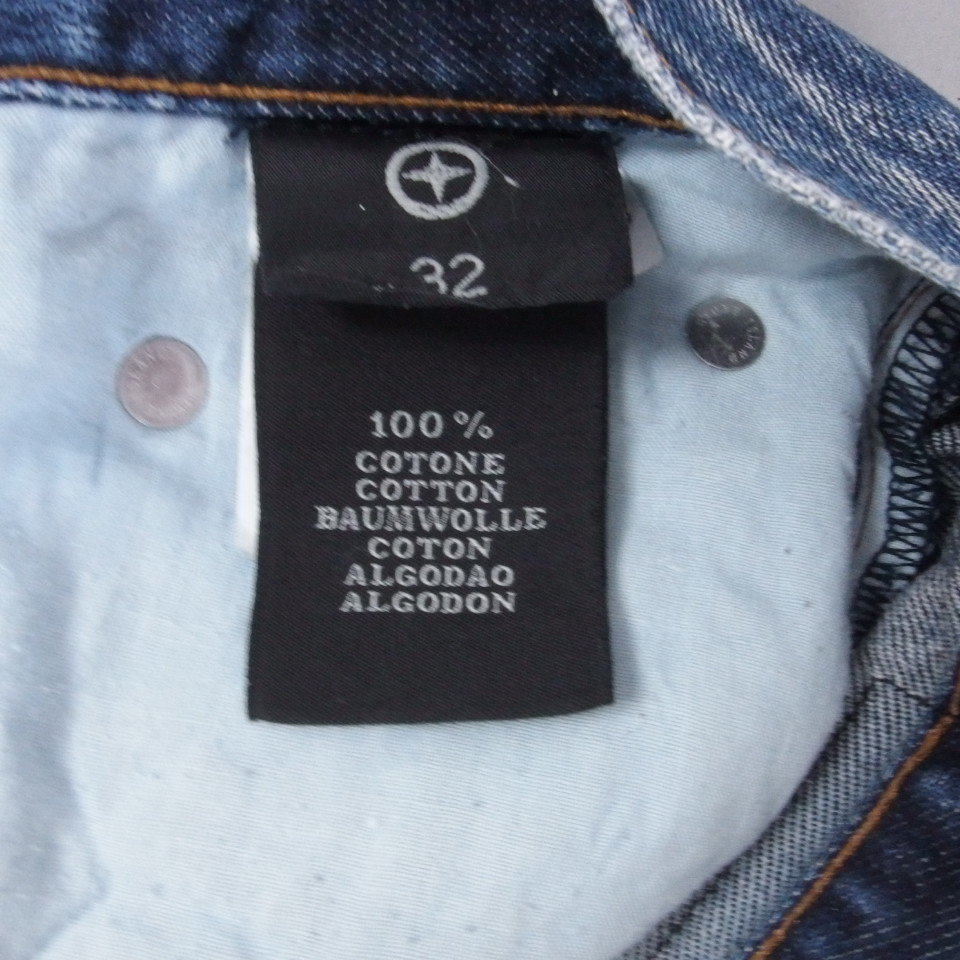 32
100 %
COTONE
COTTON
BAUMWOLLE
COTON
ALGODAO
ALGODON